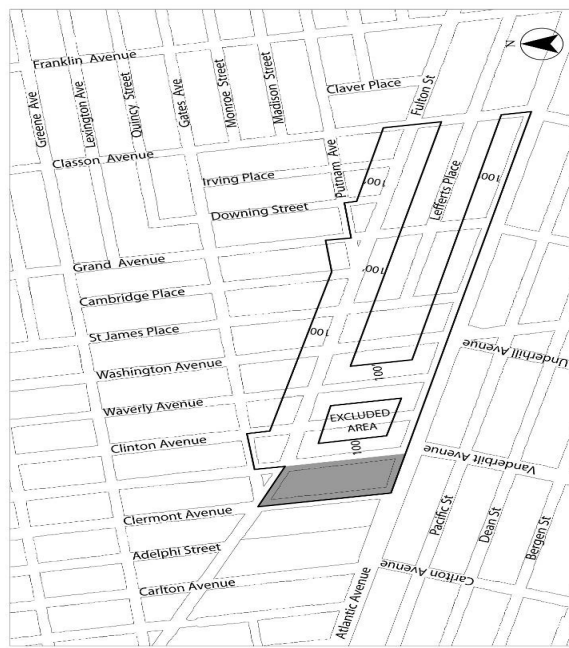 N
Franklin Avenue
Greene Ave
Lexington Ave
Quincy Street
Gates Ave
Monroe Street
Madison Street
Claver Place
Fulton St
Classon Avenue
Irving Place
Putnam Ave
Downing Street
Lefferts Place
100'
100'
100'
100'
Grand Avenue
Cambridge Place
St James Place
Washington Avenue
Waverly Avenue
Clinton Avenue
100'
EXCLUDED
AREA
100'
Underhill Avenue
Vanderbilt Avenue
Clermont Avenue
Adelphi Street
Carlton Avenue
Atlantic Avenue
Pacific St
Dean St
Bergen St
Carlton Avenue